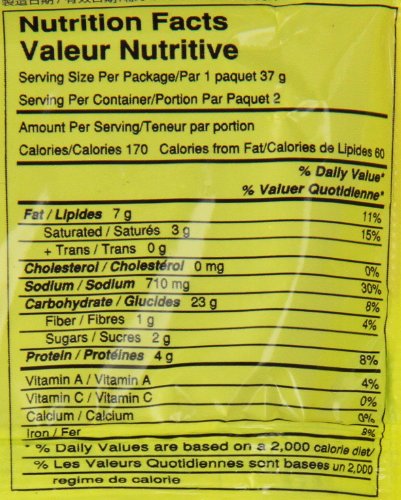 Nutrition Facts
Valeur Nutritive
Serving Size Per Package/Par 1 paquet 37 g
Serving Per Container/Portion Par Paquet 2
Amount Per Serving/Teneur par portion
Calories/Calories 170 Calories from Fat/Calories de Lipides 60
% Daily Value*
% Valuer Quotidienne*
Fat / Lipides 7 g 11%
Saturated / Saturés 3 g 15%
+ Trans / Trans 0 g
Cholesterol / Cholestérol 0 mg 0%
Sodium / Sodium 710 mg 30%
Carbohydrate / Glucides 23 g 8%
Fiber / Fibres 1 g 4%
Sugars / Sucres 2 g
Protein / Protéines 4 g 8%
Vitamin A / Vitamin A 4%
Vitamin C / Vitamin C 0%
Calcium / Calcium 0%
Iron / Fer 8%
* % Daily Values are based on a 2,000 calorie diet/
% Les Valeurs Quotidiennes sont basees un 2,000
regime de calorie